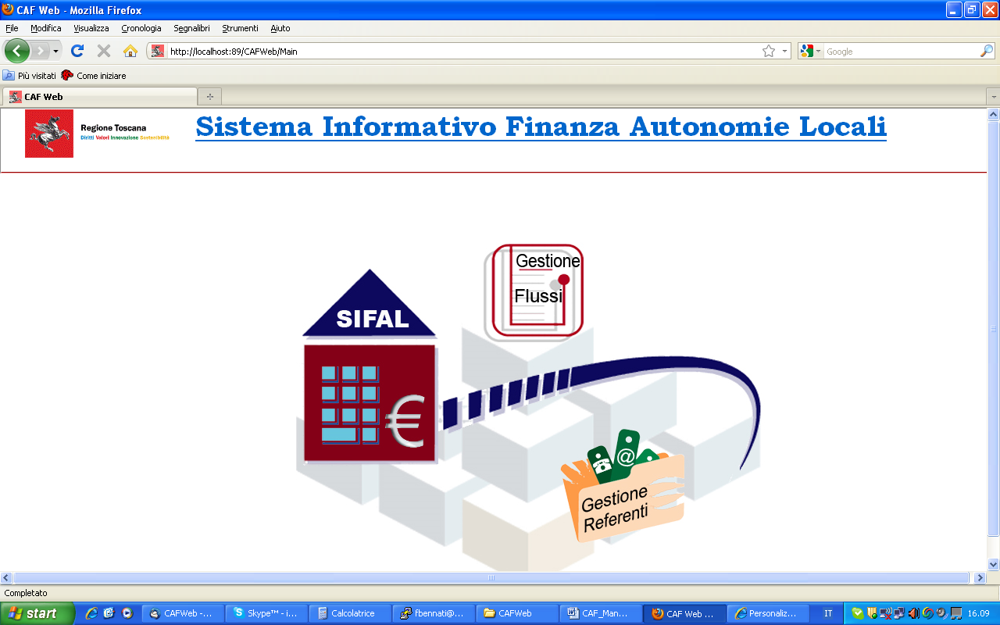 CAF Web - Mozilla Firefox
File Modifica Visualizza Cronologia Segnalibri Strumenti Aiuto
http://localhost:89/CAFWeb/Main
Google
Più visitati Come iniziare
CAF Web
Regione Toscana
Diritti Valori Innovazione Sostenibilità
Sistema Informativo Finanza Autonomie Locali
Gestione
Flussi
SIFAL
€
@
Gestione
Referenti
Completato
start CAFWeb -... Skype™ - i... Calcolatrice fbennati@... CAFWeb CAF_Man... CAF Web ... Personaliz... IT 16.09